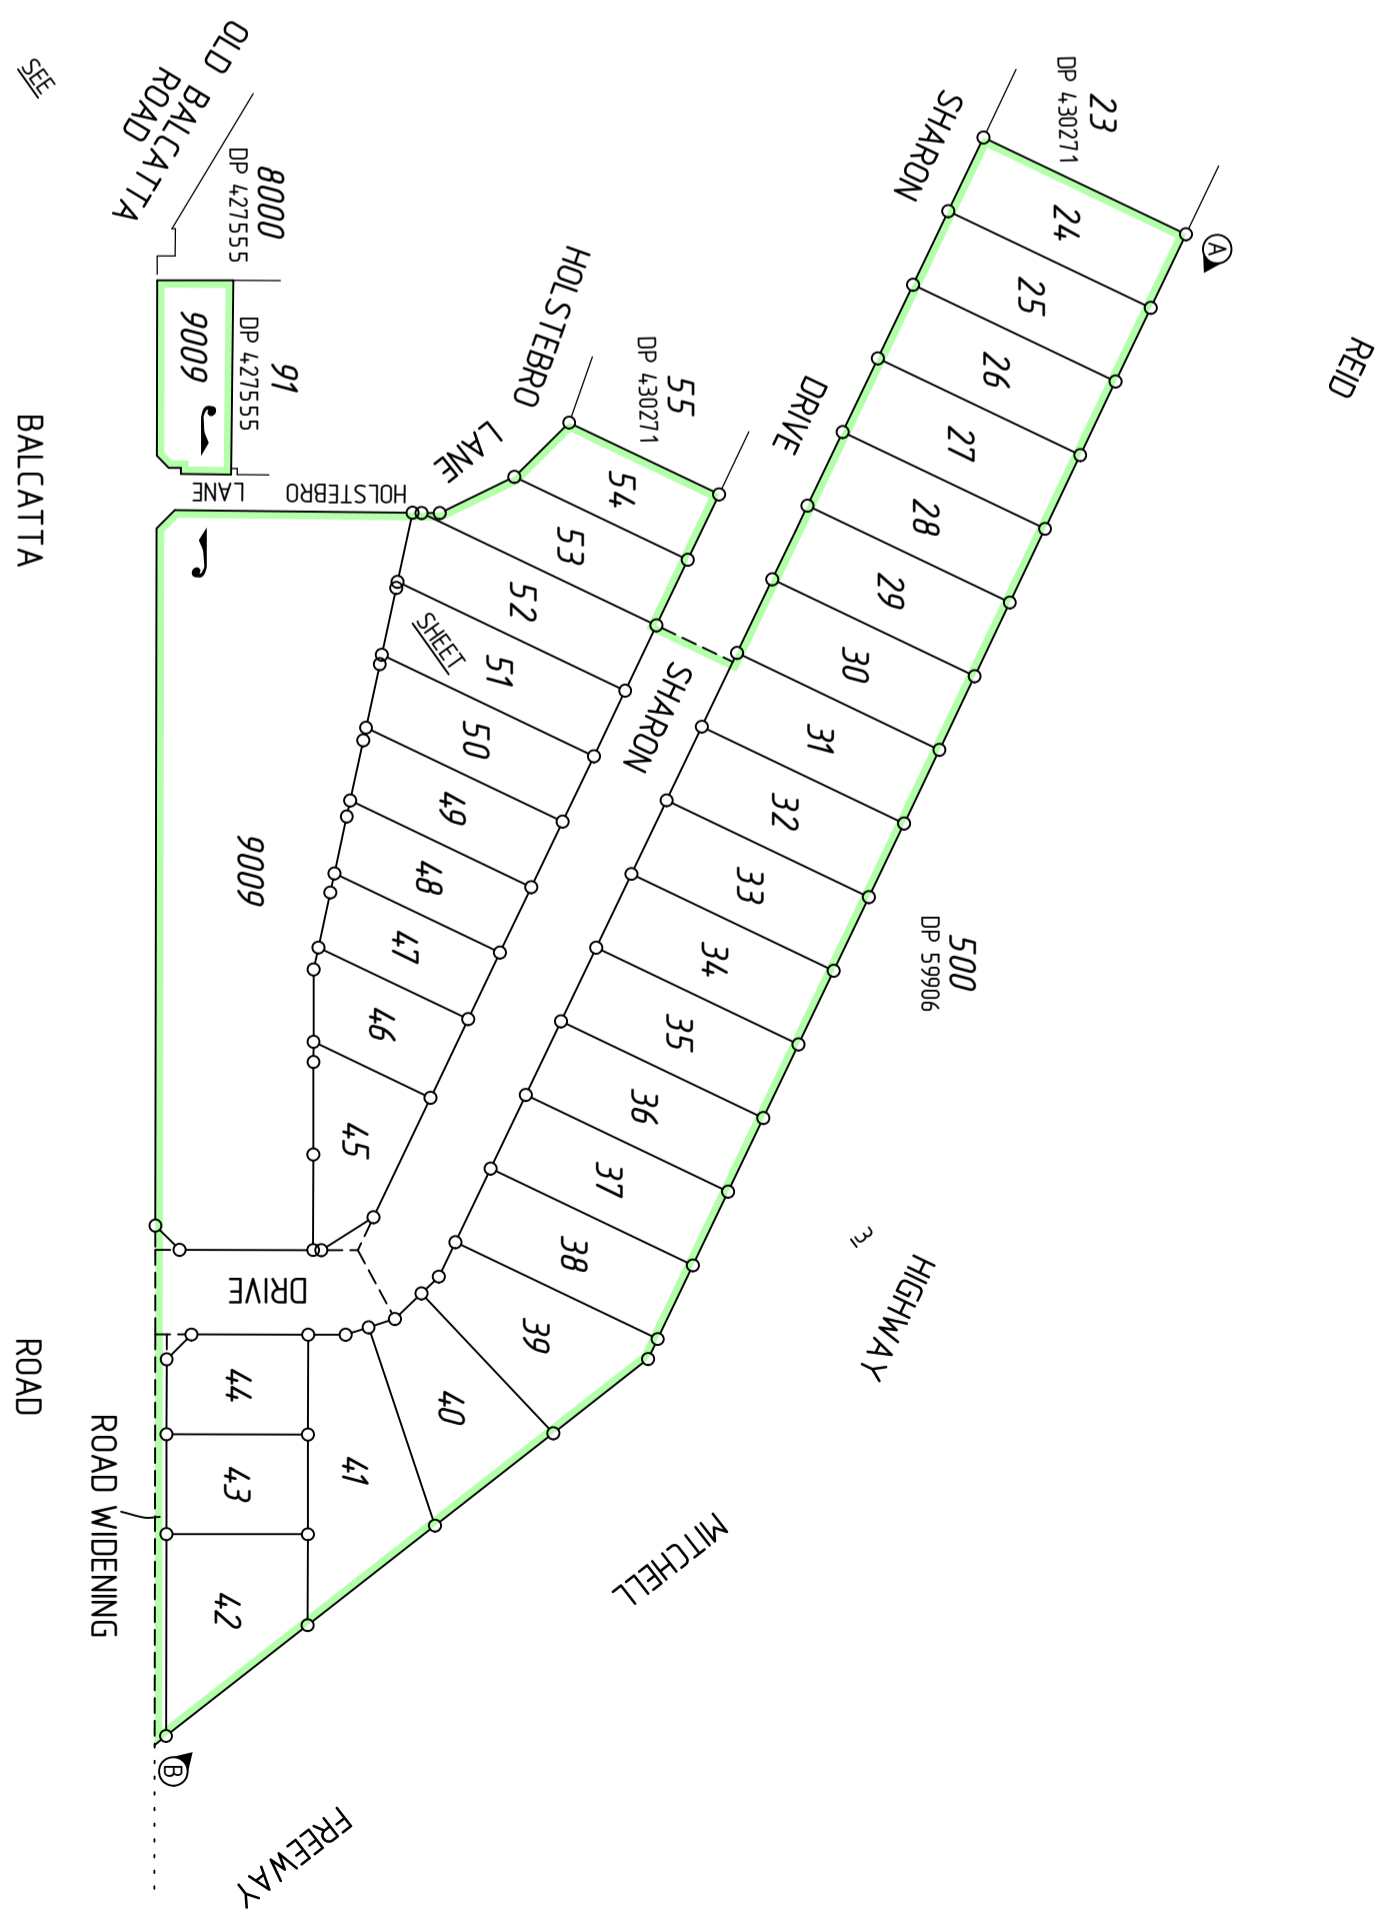 OLD BALCATTA
ROAD
SEE
8000
DP 427555
91
DP 427555
9009
HOLSTEBRO
LANE
HOLSTEBRO
LANE
BALCATTA
ROAD
ROAD WIDENING
23
DP 430271
55
DP 430271
SHARON
DRIVE
SHARON
DRIVE
A
REID
HIGHWAY
3
500
DP 59906
MITCHELL
FREEWAY
B
SHEET
9009
24
25
26
27
28
29
30
31
32
33
34
35
36
37
38
39
40
41
42
43
44
45
46
47
48
49
50
51
52
53
54